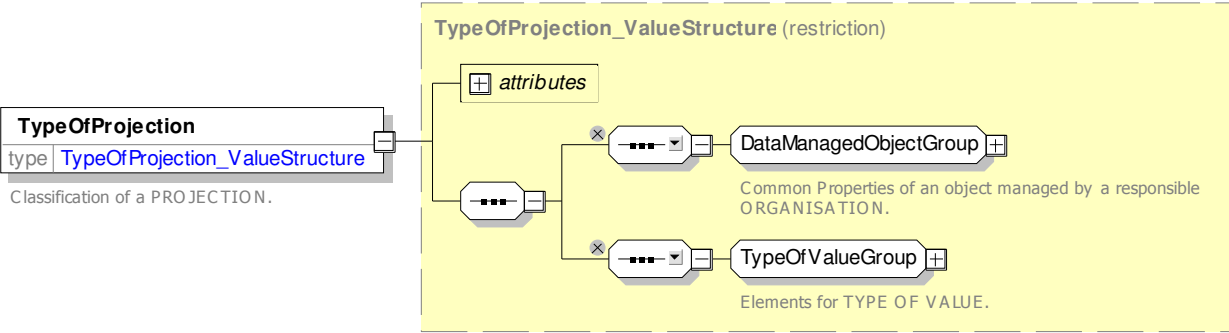 TypeOfProjection_ValueStructure (restriction)
attributes
TypeOfProjection
type TypeOfProjection_ValueStructure
Classification of a PROJECTION.
DataManagedObjectGroup
Common Properties of an object managed by a responsible
ORGANISATION.
TypeOfValueGroup
Elements for TYPE OF VALUE.